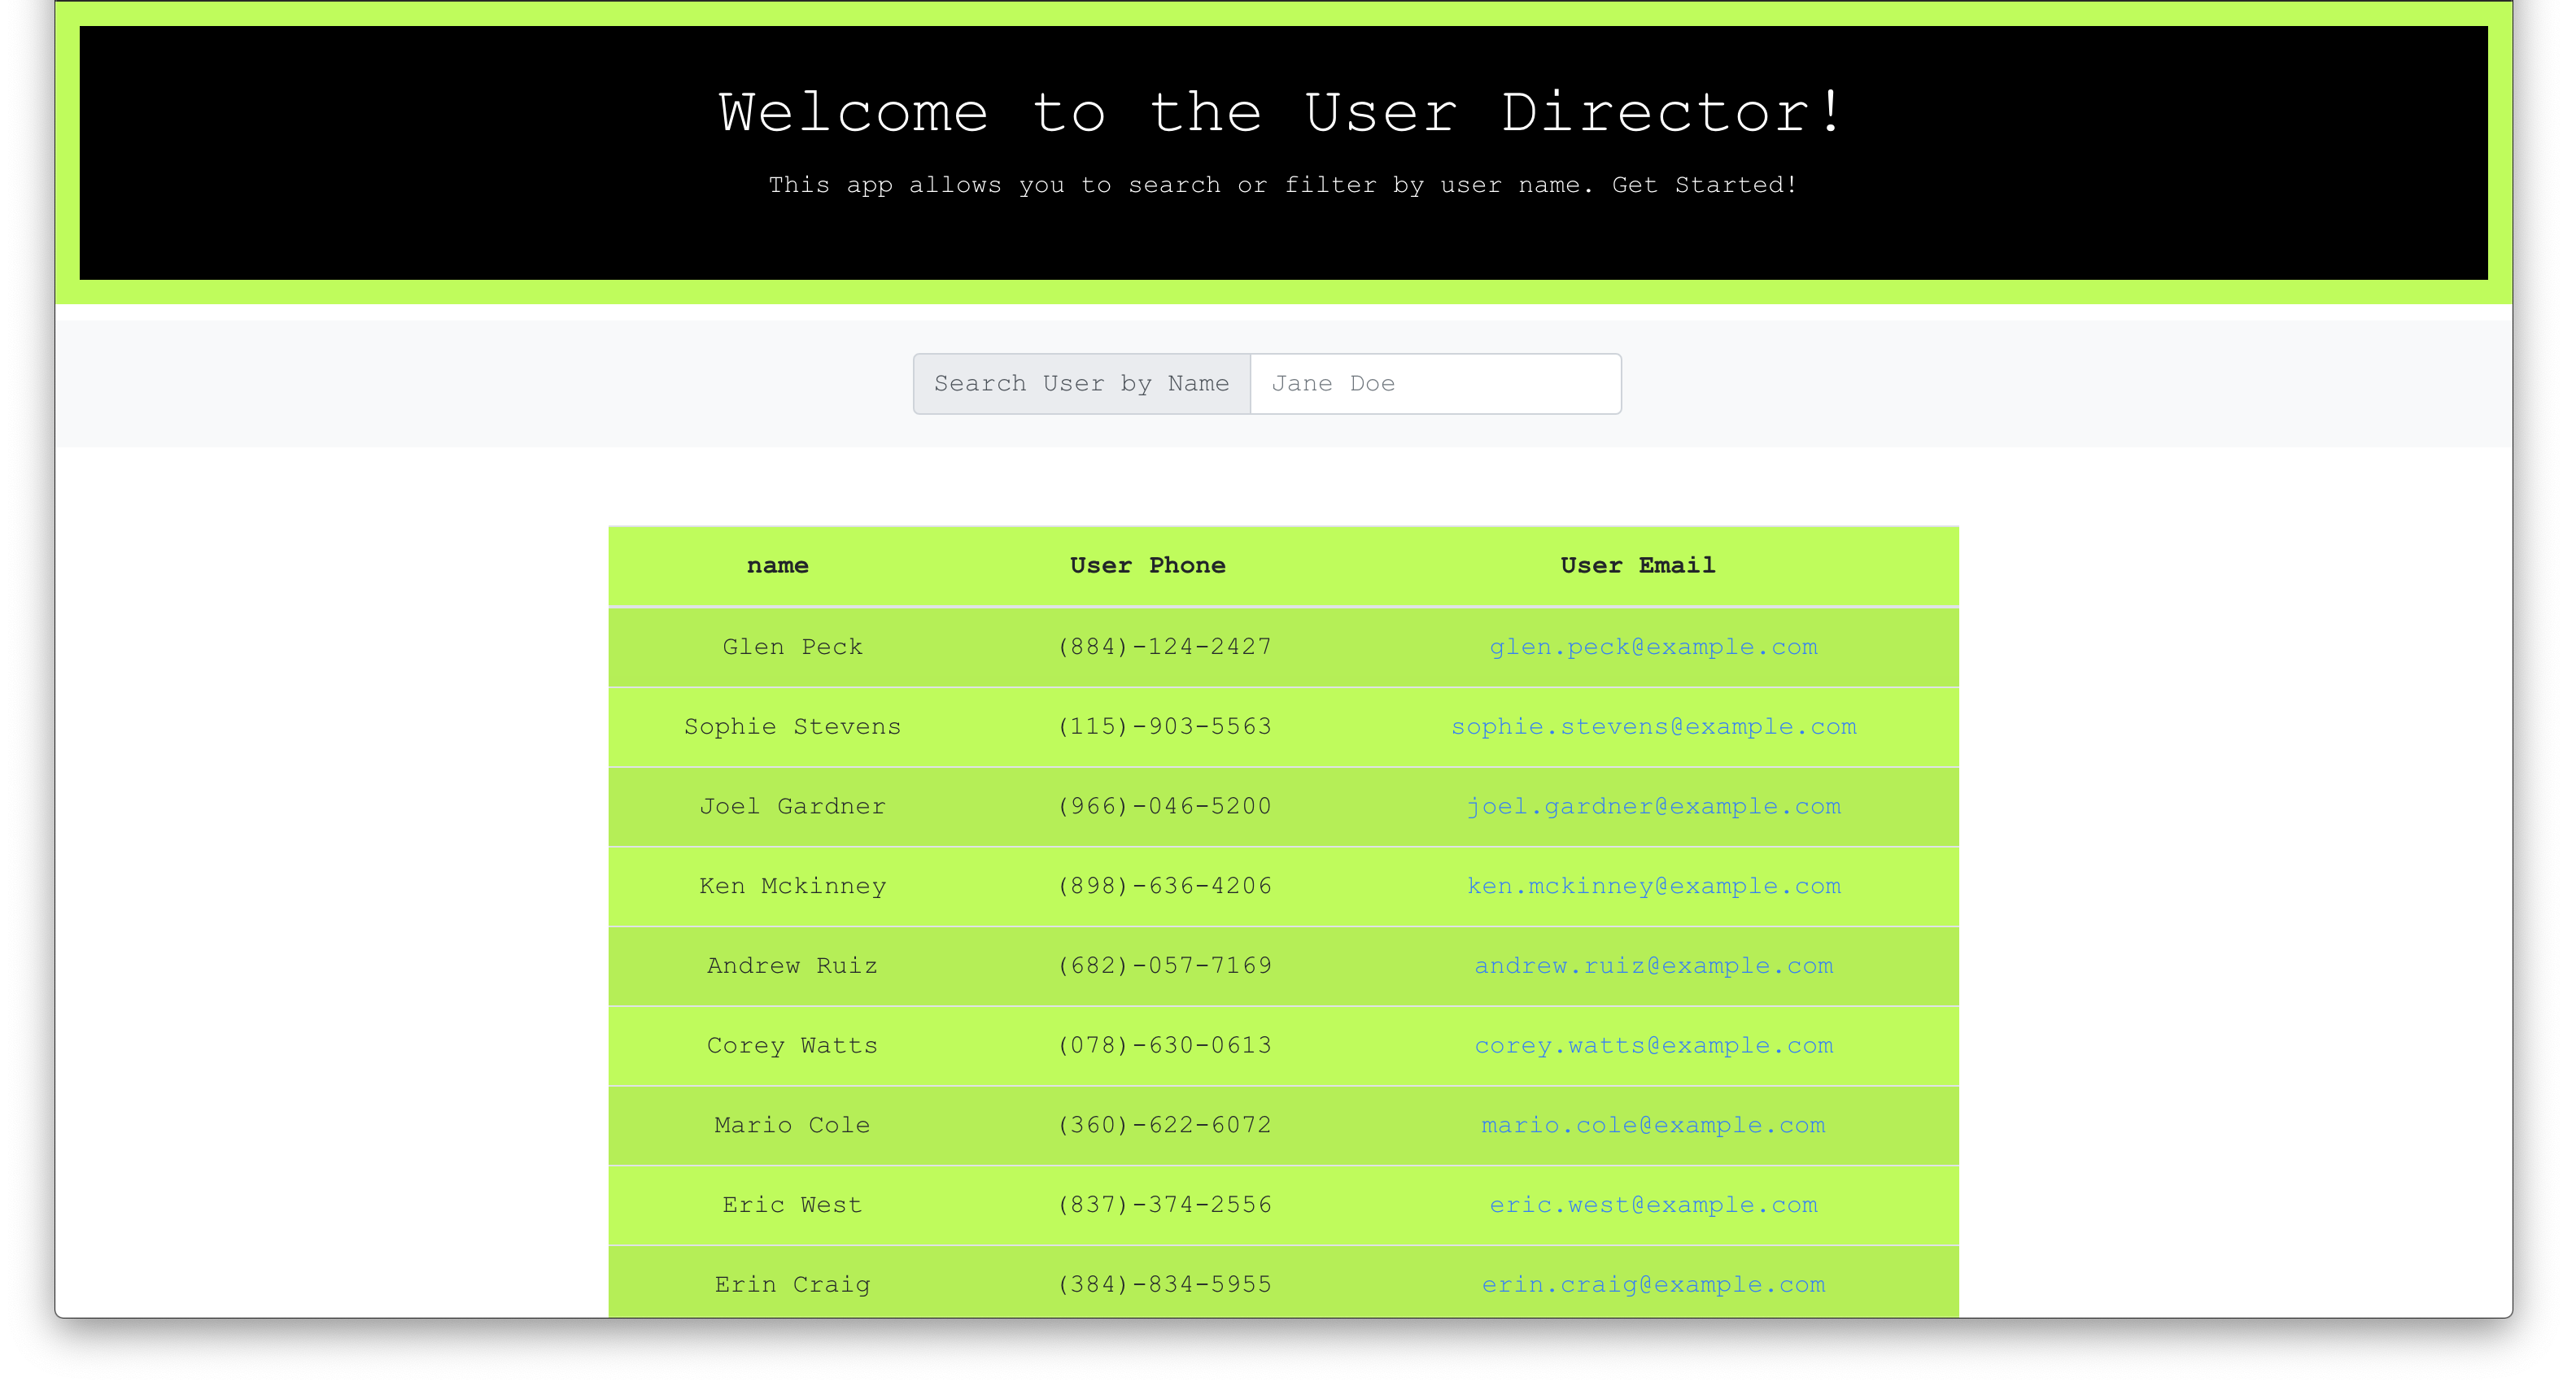 Welcome to the User Director!
This app allows you to search or filter by user name. Get Started!
Search User by Name Jane Doe
name User Phone User Email
Glen Peck (884)-124-2427 glen.peck@example.com
Sophie Stevens (115)-903-5563 sophie.stevens@example.com
Joel Gardner (966)-046-5200 joel.gardner@example.com
Ken Mckinney (898)-636-4206 ken.mckinney@example.com
Andrew Ruiz (682)-057-7169 andrew.ruiz@example.com
Corey Watts (078)-630-0613 corey.watts@example.com
Mario Cole (360)-622-6072 mario.cole@example.com
Eric West (837)-374-2556 eric.west@example.com
Erin Craig (384)-834-5955 erin.craig@example.com